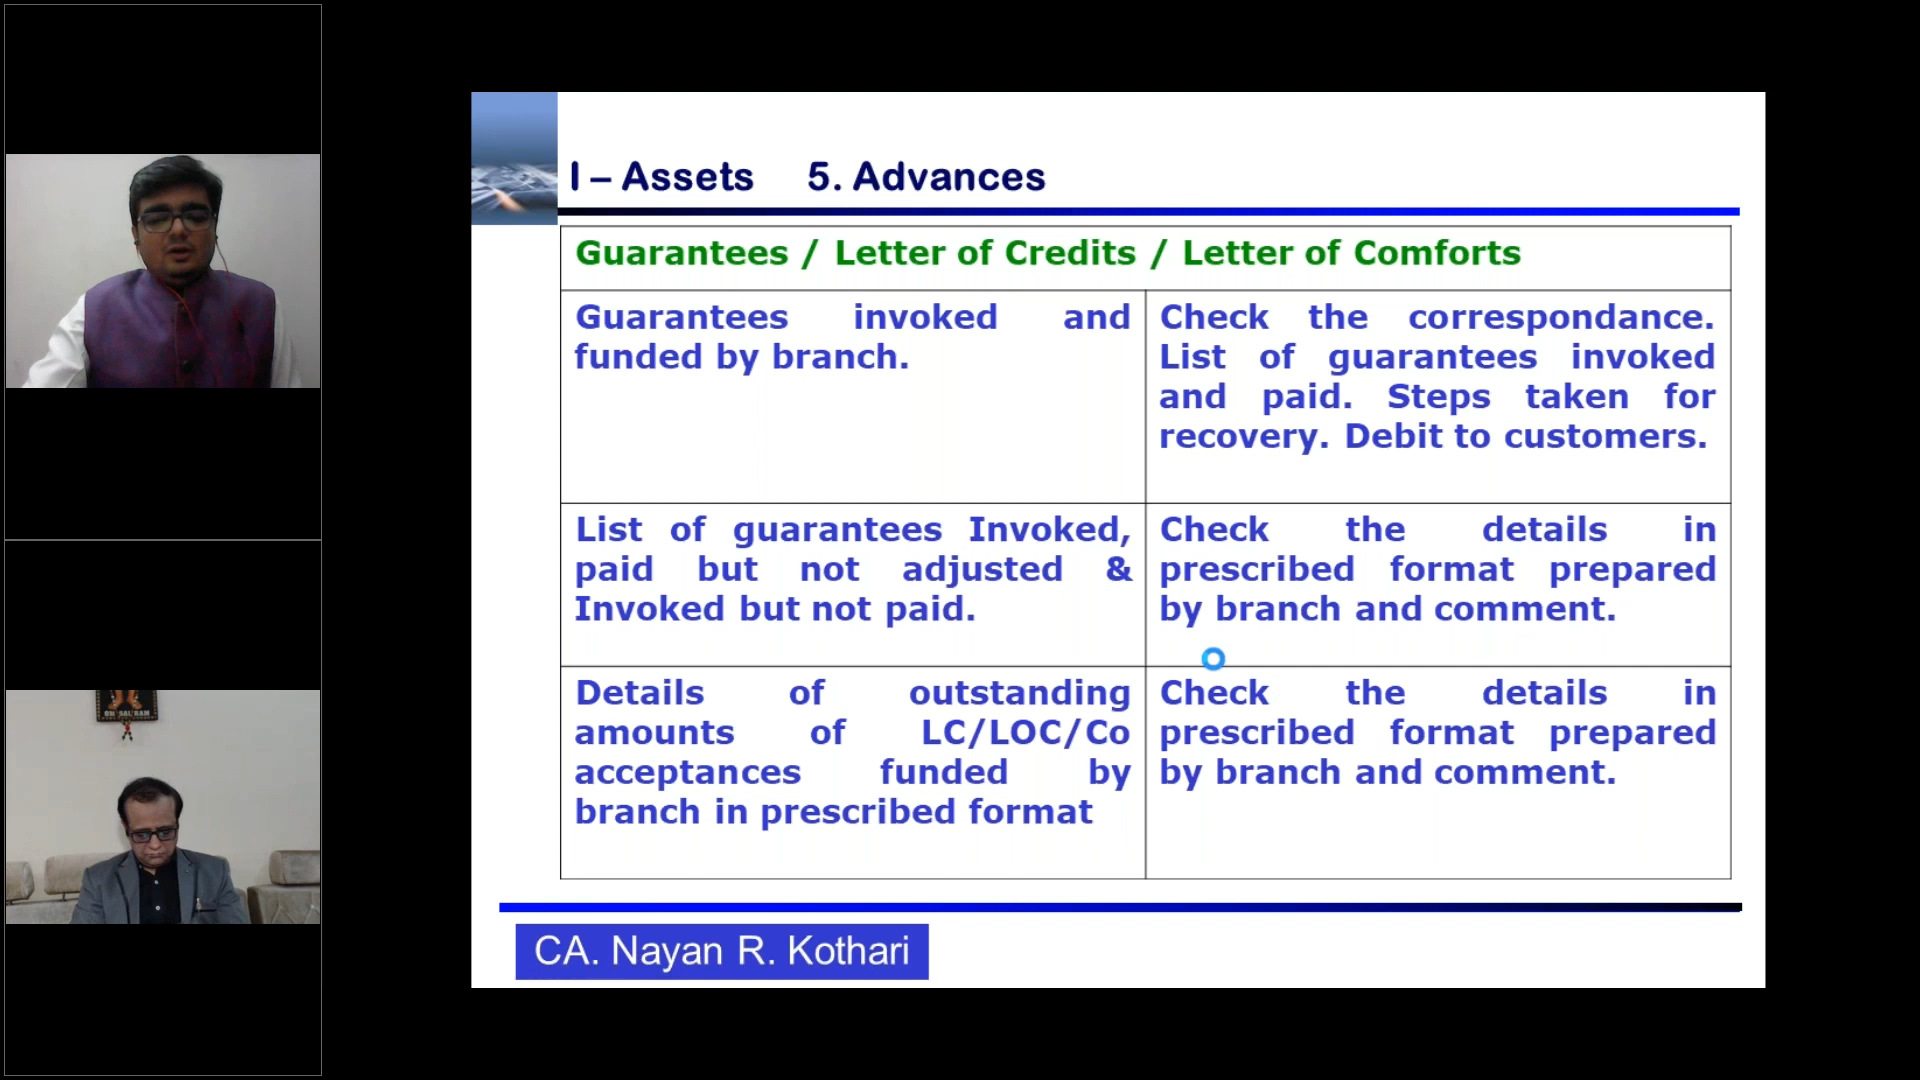 I – Assets 5. Advances
Guarantees / Letter of Credits / Letter of Comforts
Guarantees invoked and
funded by branch.
Check the correspondance.
List of guarantees invoked
and paid. Steps taken for
recovery. Debit to customers.
List of guarantees Invoked,
paid but not adjusted &
Invoked but not paid.
Check the details in
prescribed format prepared
by branch and comment.
Details of outstanding
amounts of LC/LOC/Co
acceptances funded by
branch in prescribed format
Check the details in
prescribed format prepared
by branch and comment.
CA. Nayan R. Kothari
OM SAI RAM